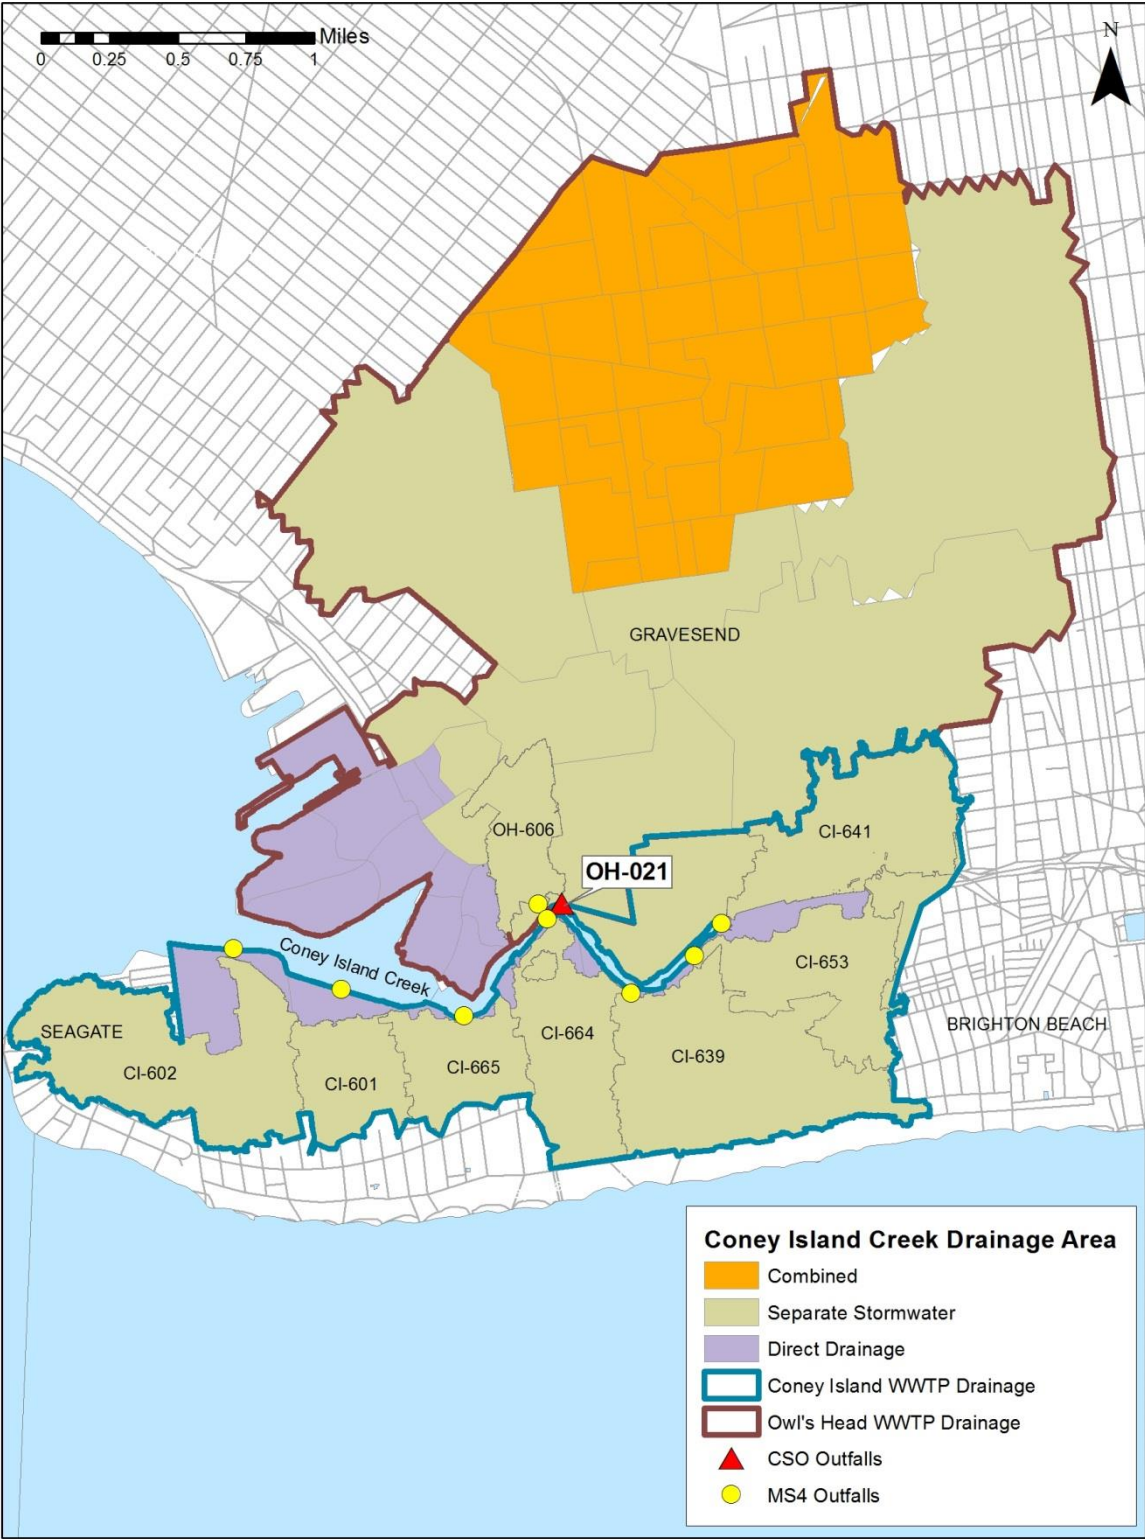 Miles
0 0.25 0.5 0.75 1
N
GRAVESEND
OH-606
CI-641
OH-021
Coney Island Creek
CI-653
SEAGATE
CI-602
CI-601
CI-665
CI-664
CI-639
BRIGHTON BEACH
Coney Island Creek Drainage Area
Combined
Separate Stormwater
Direct Drainage
Coney Island WWTP Drainage
Owl's Head WWTP Drainage
CSO Outfalls
MS4 Outfalls